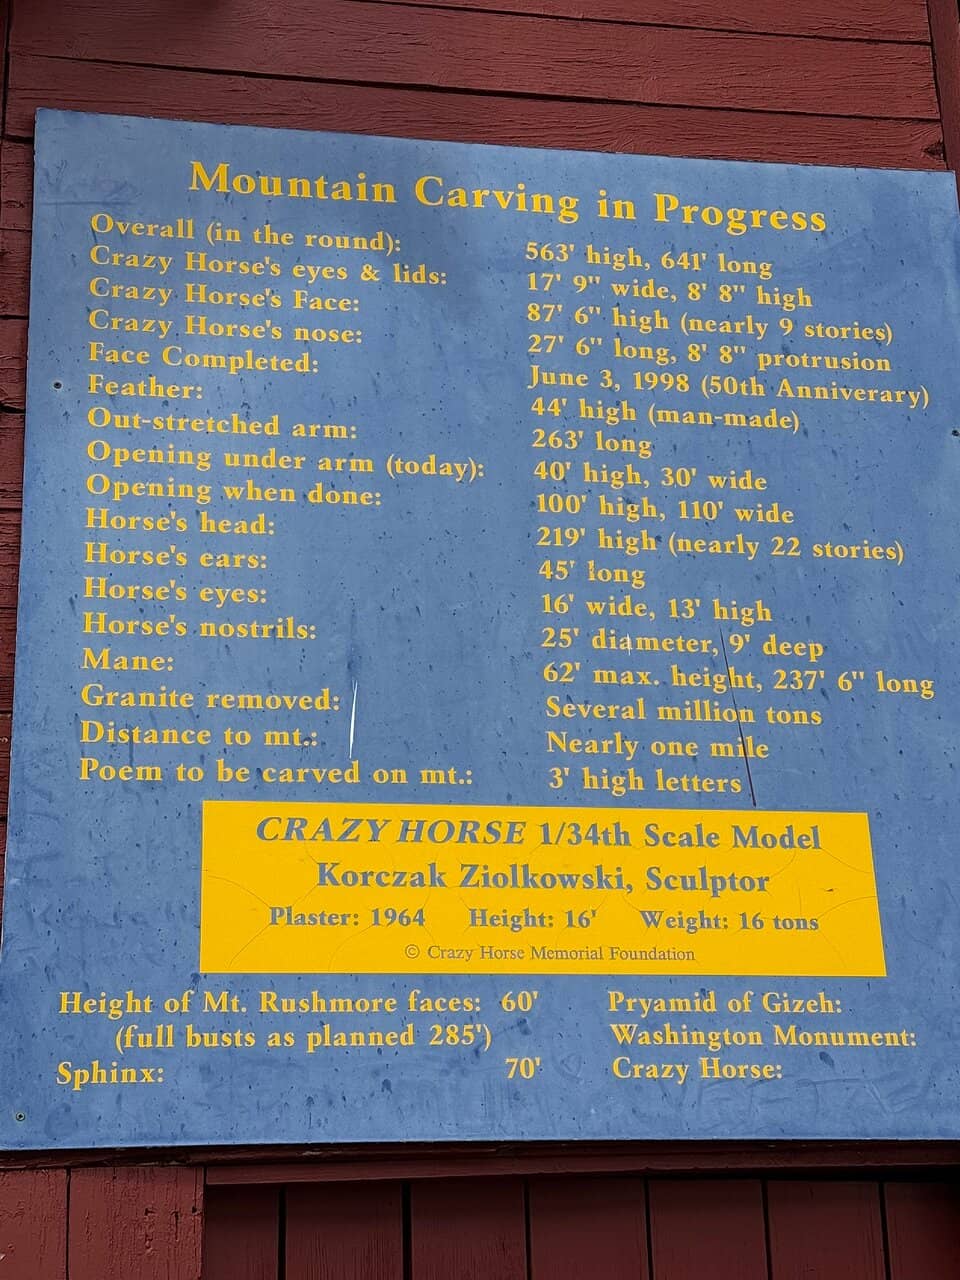 Mountain Carving in Progress
Overall (in the round): 563' high, 641' long
Crazy Horse's eyes & lids: 17' 9" wide, 8' 8" high
Crazy Horse's Face: 87' 6" high (nearly 9 stories)
Crazy Horse's nose: 27' 6" long, 8' 8" protrusion
Face Completed: June 3, 1998 (50th Anniverary)
Feather: 44' high (man-made)
Out-stretched arm: 263' long
Opening under arm (today): 40' high, 30' wide
Opening when done: 100' high, 110' wide
Horse's head: 219' high (nearly 22 stories)
Horse's ears: 45' long
Horse's eyes: 16' wide, 13' high
Horse's nostrils: 25' diameter, 9' deep
Mane: 62' max. height, 237' 6" long
Granite removed: Several million tons
Distance to mt.: Nearly one mile
Poem to be carved on mt.: 3' high letters
CRAZY HORSE 1/34th Scale Model
Korczak Ziolkowski, Sculptor
Plaster: 1964 Height: 16' Weight: 16 tons
© Crazy Horse Memorial Foundation
Height of Mt. Rushmore faces: 60' Pryamid of Gizeh:
(full busts as planned 285') Washington Monument:
Sphinx: 70' Crazy Horse: